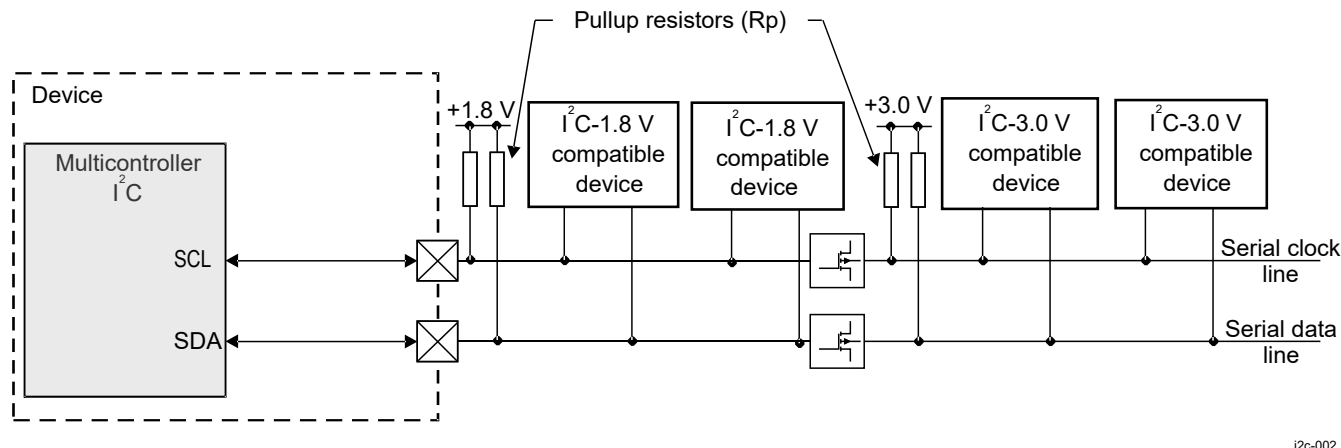 Pullup resistors (Rp)
Device
+1.8 V
I²C-1.8 V
compatible
device
I²C-1.8 V
compatible
device
+3.0 V
I²C-3.0 V
compatible
device
I²C-3.0 V
compatible
device
Multicontroller
I²C
SCL
Serial clock
line
SDA
Serial data
line
i2c-002